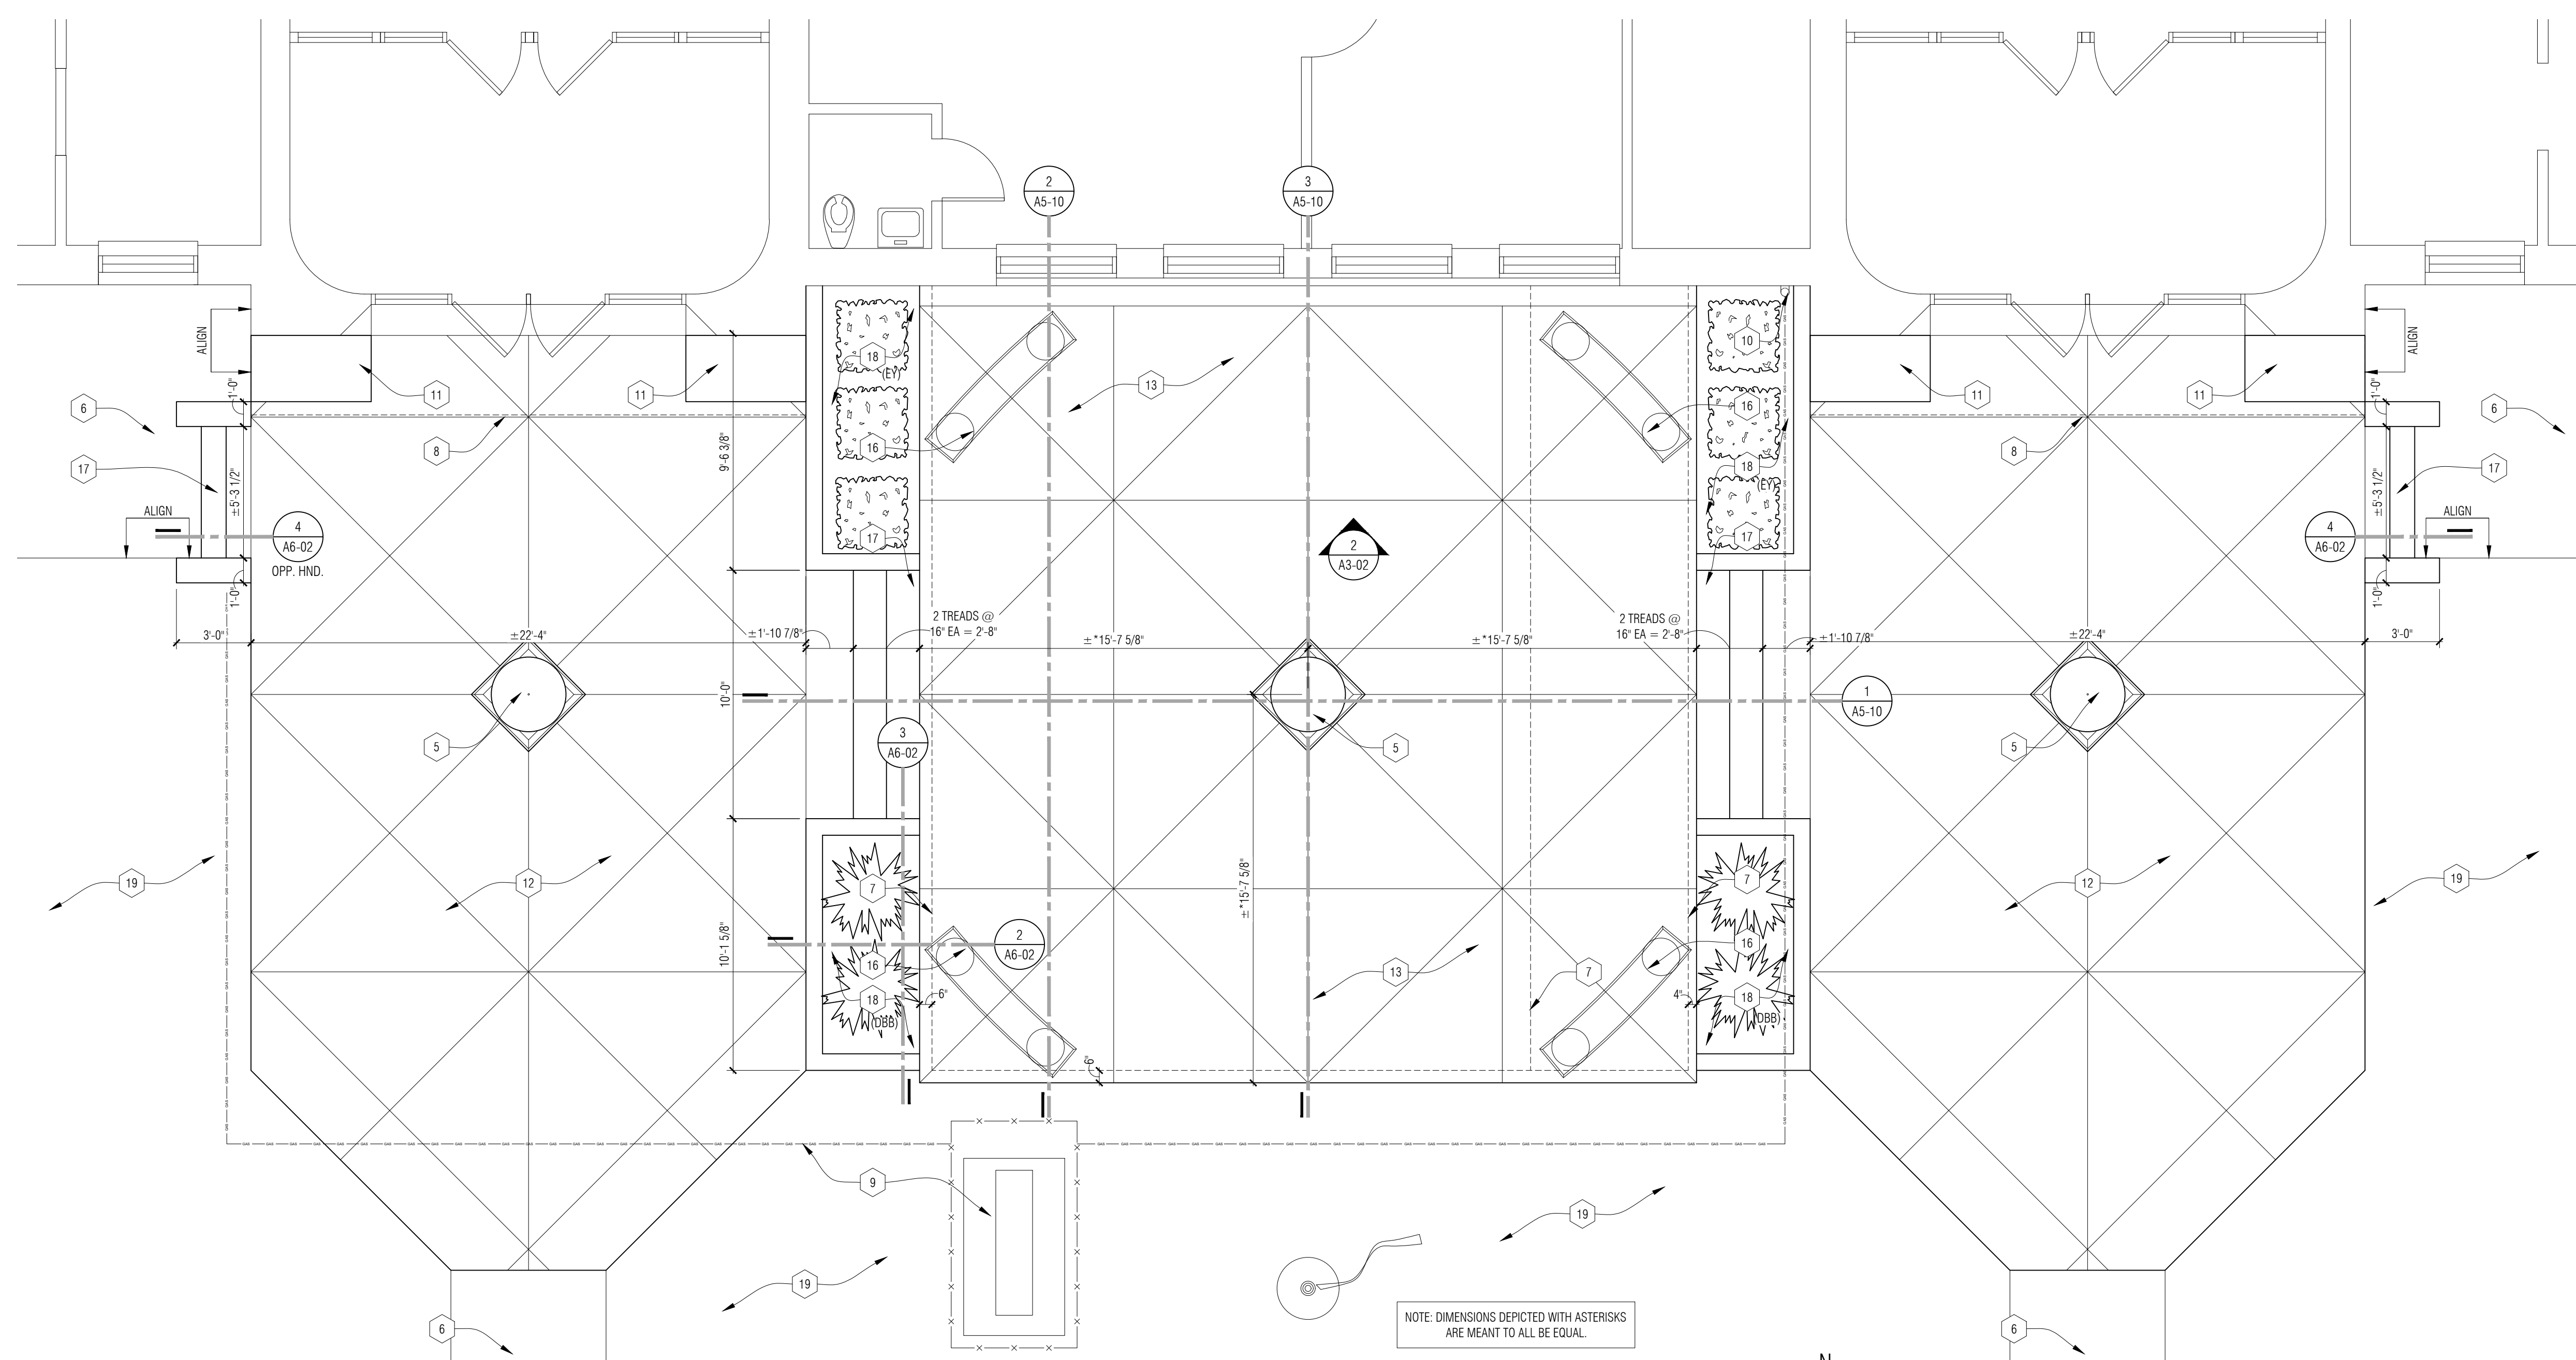 2
A5-10
3
A5-10
ALIGN
ALIGN
18
(EY)
10
13
11
11
11
11
1'-0"
1'-0"
6
6
16
16
8
8
9'-6 3/8"
17
17
18
(EY)
±5'-3 1/2"
±5'-3 1/2"
ALIGN
ALIGN
4
A6-02
OPP. HND.
17
17
2
A3-02
4
A6-02
1'-0"
1'-0"
2 TREADS @
16" EA = 2'-8"
2 TREADS @
16" EA = 2'-8"
3'-0"
±22'-4"
±1'-10 7/8"
±*15'-7 5/8"
±*15'-7 5/8"
±1'-10 7/8"
±22'-4"
3'-0"
10'-0"
1
A5-10
3
A6-02
5
5
5
19
12
7
±*15'-7 5/8"
7
12
19
10'-1 5/8"
2
A6-02
16
16
13
7
18
(DBB)
6"
4"
18
(DBB)
6"
9
19
19
NOTE: DIMENSIONS DEPICTED WITH ASTERISKS
ARE MEANT TO ALL BE EQUAL.
6
6
N